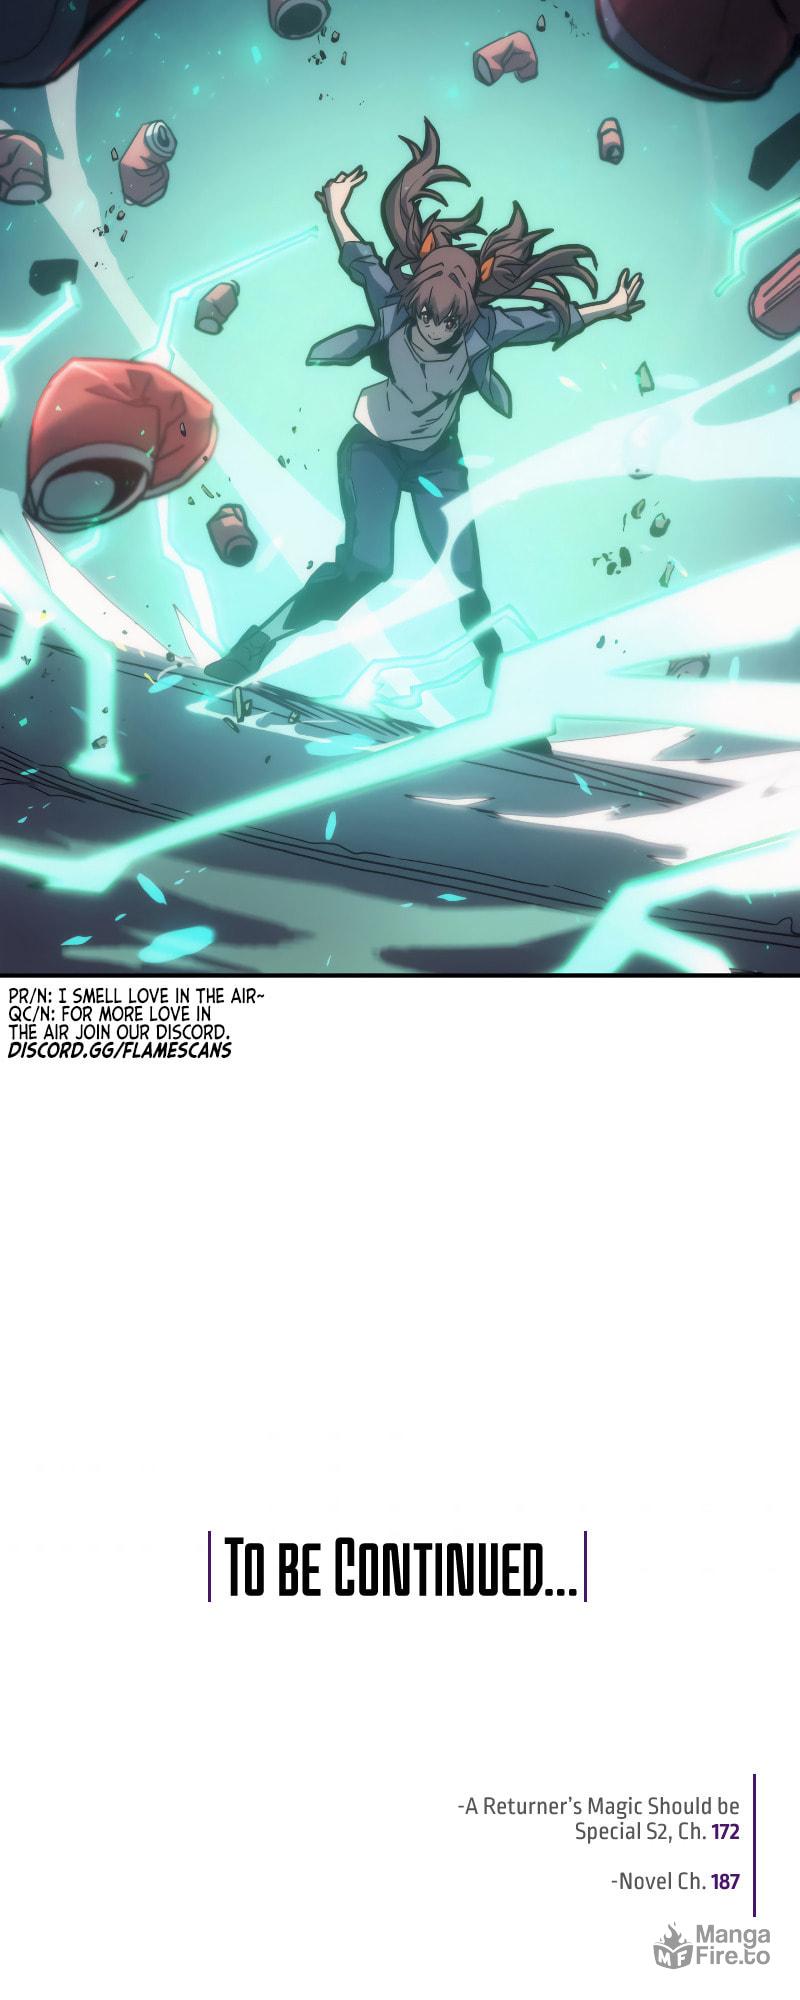 PR/N: I SMELL LOVE IN THE AIR~
QC/N: FOR MORE LOVE IN
THE AIR JOIN OUR DISCORD.
DISCORD.GG/FLAMESCANS
TO BE CONTINUED...
-A Returner's Magic Should be
Special S2, Ch. 172
-Novel Ch. 187
MF
Manga
Fire.to